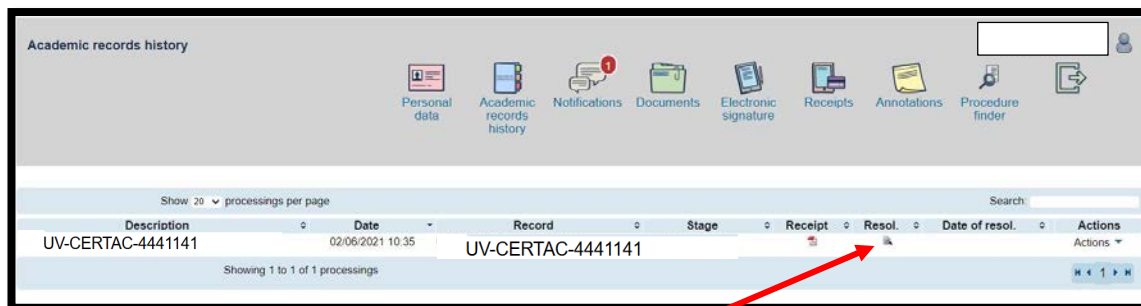 Academic records history
1
Personal data
Academic records history
Notifications
Documents
Electronic signature
Receipts
Annotations
Procedure finder
Show 20 processings per page
Search:
Description Date Record Stage Receipt Resol. Date of resol. Actions
UV-CERTAC-4441141 02/06/2021 10:35 UV-CERTAC-4441141 Actions
Showing 1 to 1 of 1 processings
1